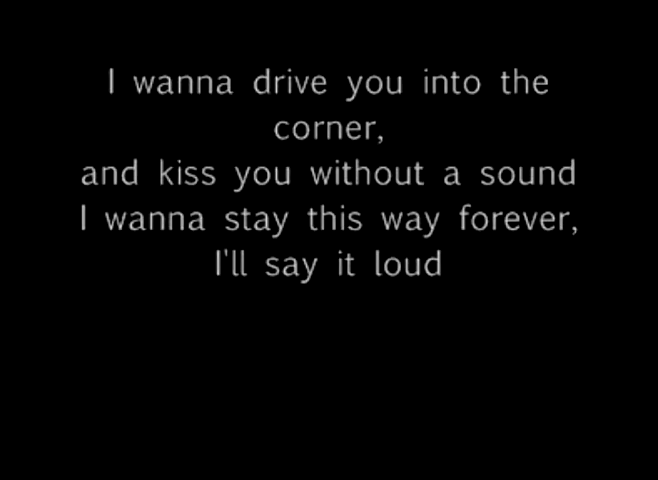 I wanna drive you into the
corner,
and kiss you without a sound
I wanna stay this way forever,
I'll say it loud